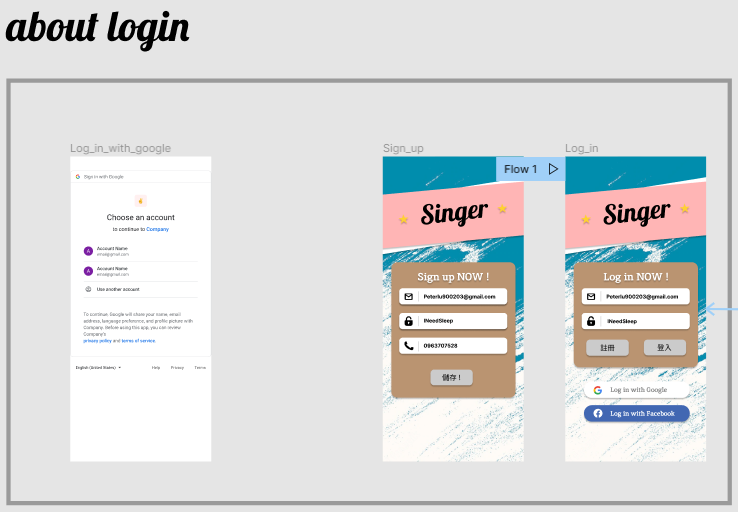 about login
Log_in_with_google
Sign in with Google
Choose an account
to continue to Company
A
Account Name
email@gmail.com
A
Account Name
email@gmail.com
Use another account
To continue, Google will share your name, email
address, language preference, and profile picture with
Company. Before using this app, you can review
Company's
privacy policy and terms of service.
English (United States)
Help
Privacy
Terms
Sign_up
Flow 1
Singer
Sign up NOW !
Peterlu900203@gmail.com
INeedSleep
0963707528
儲存 !
Log_in
Singer
Log in NOW !
Peterlu900203@gmail.com
INeedSleep
註冊
登入
Log in with Google
Log in with Facebook